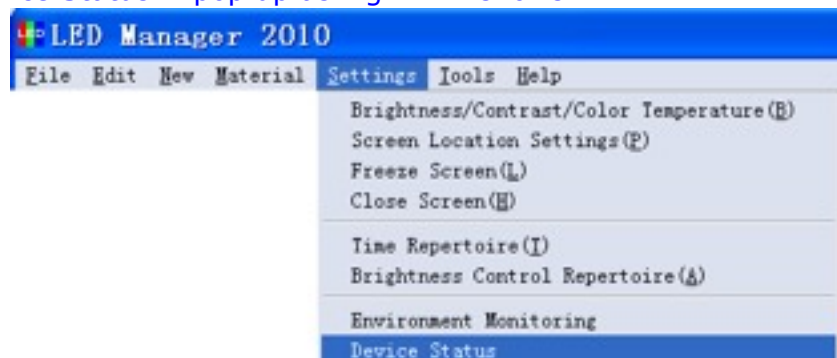 LED Manager 2010
File Edit New Material Settings Tools Help
Brightness/Contrast/Color Temperature(B)
Screen Location Settings(P)
Freeze Screen(L)
Close Screen(H)
Time Repertoire(I)
Brightness Control Repertoire(A)
Environment Monitoring
Device Status